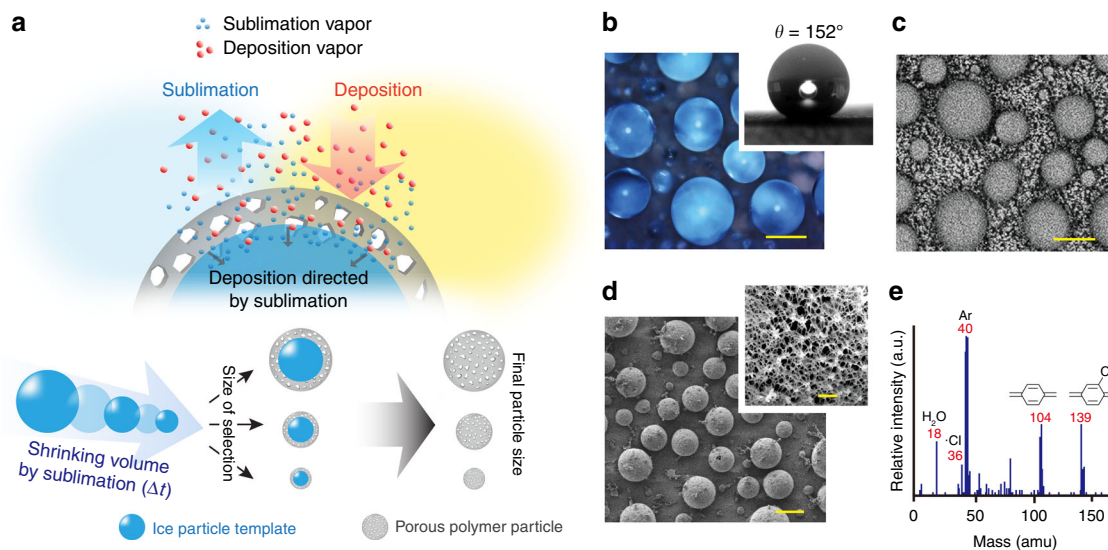 a
Sublimation vapor
Deposition vapor
Sublimation
Deposition
Deposition directed
by sublimation
Size of
selection
Final
particle size
Shrinking volume
by sublimation (Δt)
Ice particle template
Porous polymer particle
b
θ = 152°
c
d
e
Relative intensity (a.u.)
Ar
40
H₂O
18
·Cl
36
104
139
C
0
50
100
150
Mass (amu)